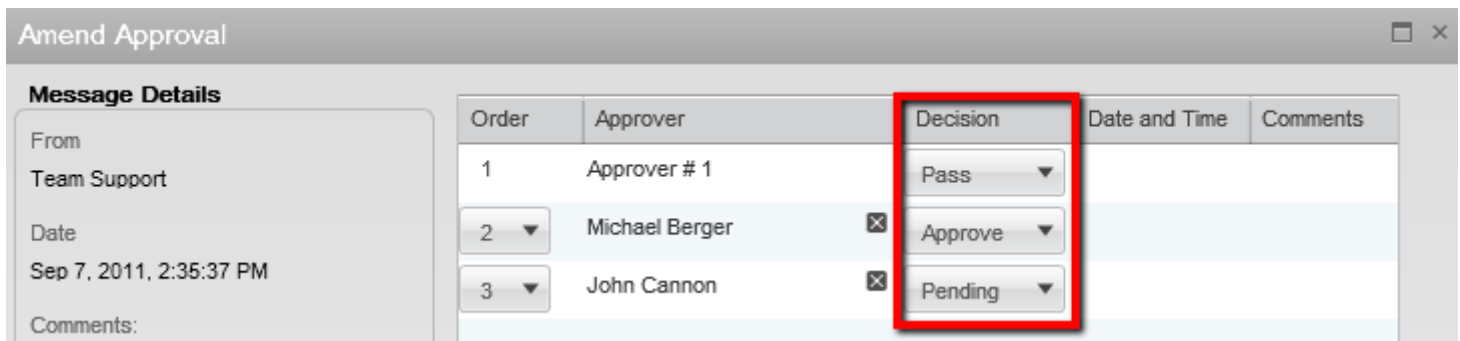 Amend Approval
Message Details
From
Team Support
Date
Sep 7, 2011, 2:35:37 PM
Comments:
Order Approver Decision Date and Time Comments
1 Approver # 1 Pass
2 Michael Berger Approve
3 John Cannon Pending